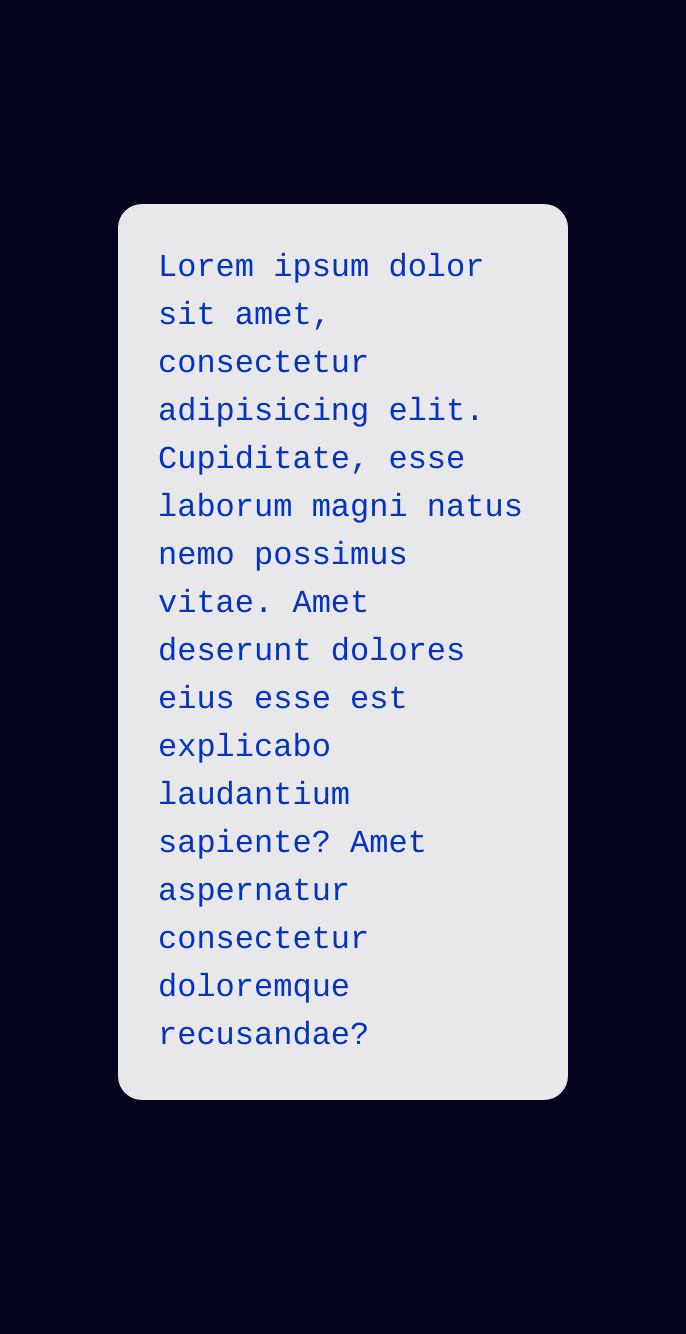 Lorem ipsum dolor
sit amet,
consectetur
adipisicing elit.
Cupiditate, esse
laborum magni natus
nemo possimus
vitae. Amet
deserunt dolores
eius esse est
explicabo
laudantium
sapiente? Amet
aspernatur
consectetur
doloremque
recusandae?